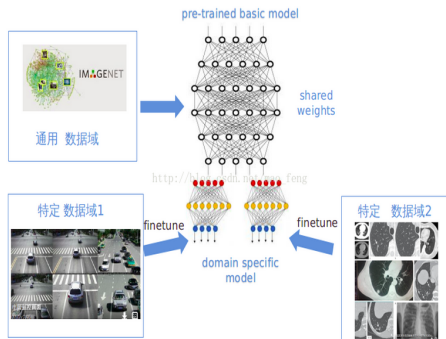 pre-trained basic model
IMAGENET
通用 数据域
shared
weights
特定 数据域1
finetune
finetune
特定 数据域2
domain specific
model